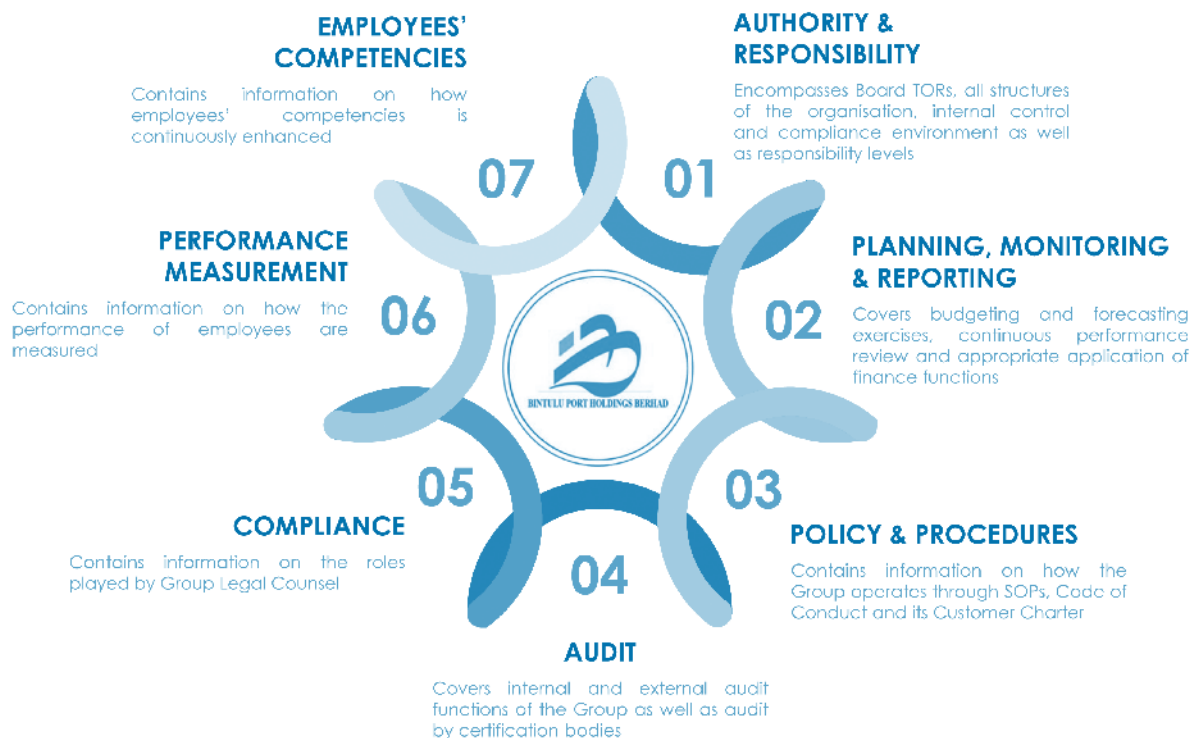 AUTHORITY &
RESPONSIBILITY
Encompasses Board TORs, all structures
of the organisation, internal control
and compliance environment as well
as responsibility levels
01
PLANNING, MONITORING
& REPORTING
Covers budgeting and forecasting
exercises, continuous performance
review and appropriate application of
finance functions
02
POLICY & PROCEDURES
Contains information on how the
Group operates through SOPs, Code of
Conduct and its Customer Charter
03
AUDIT
Covers internal and external audit
functions of the Group as well as audit
by certification bodies
04
COMPLIANCE
Contains information on the roles
played by Group Legal Counsel
05
PERFORMANCE
MEASUREMENT
Contains information on how the
performance of employees are
measured
06
EMPLOYEES'
COMPETENCIES
Contains information on how
employees' competencies is
continuously enhanced
07
BINTULU PORT HOLDINGS BERHAD